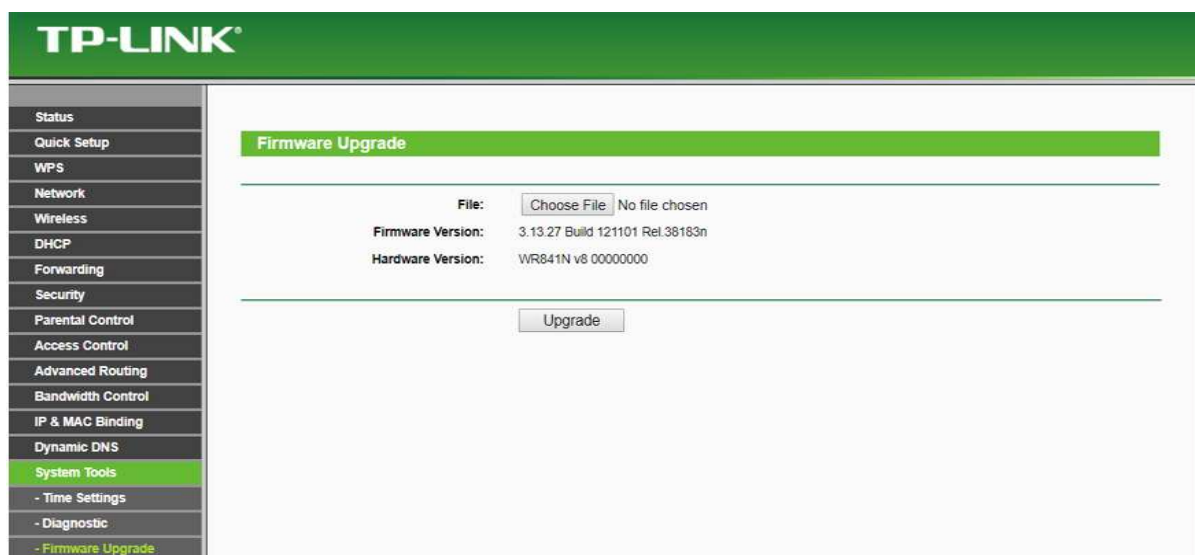 TP-LINK®
Status
Quick Setup
WPS
Network
Wireless
DHCP
Forwarding
Security
Parental Control
Access Control
Advanced Routing
Bandwidth Control
IP & MAC Binding
Dynamic DNS
System Tools
- Time Settings
- Diagnostic
- Firmware Upgrade
Firmware Upgrade
File: Choose File No file chosen
Firmware Version: 3.13.27 Build 121101 Rel.38183n
Hardware Version: WR841N v8 00000000
Upgrade